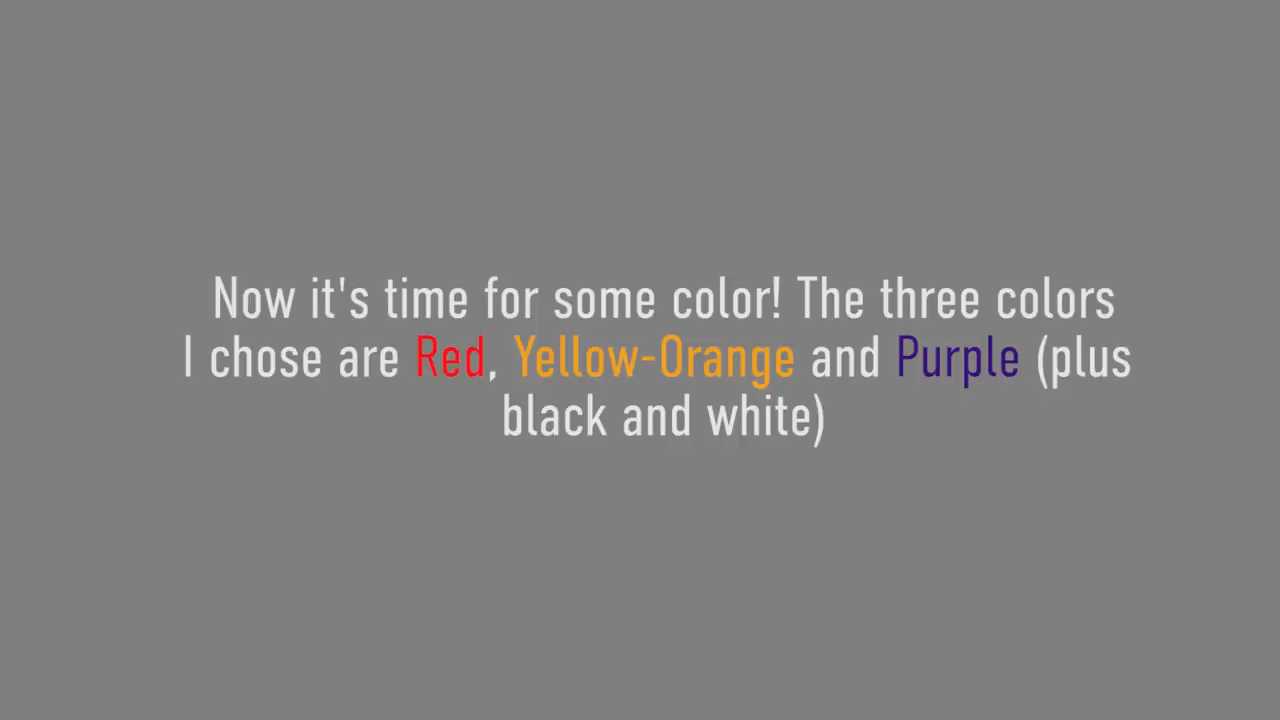 Now it's time for some color! The three colors
I chose are Red, Yellow-Orange and Purple (plus
black and white)